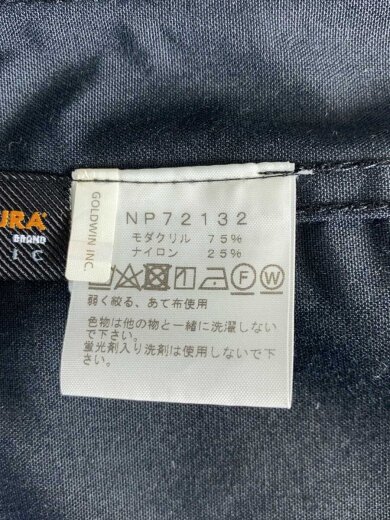 GOLDWIN INC.
URA®
BRAND
I C
NP72132
モダクリル 75%
ナイロン 25%
F W
弱く絞る、あて布使用
色物は他の物と一緒に洗濯しない
で下さい。
蛍光剤入り洗剤は使用しないで下
さい。